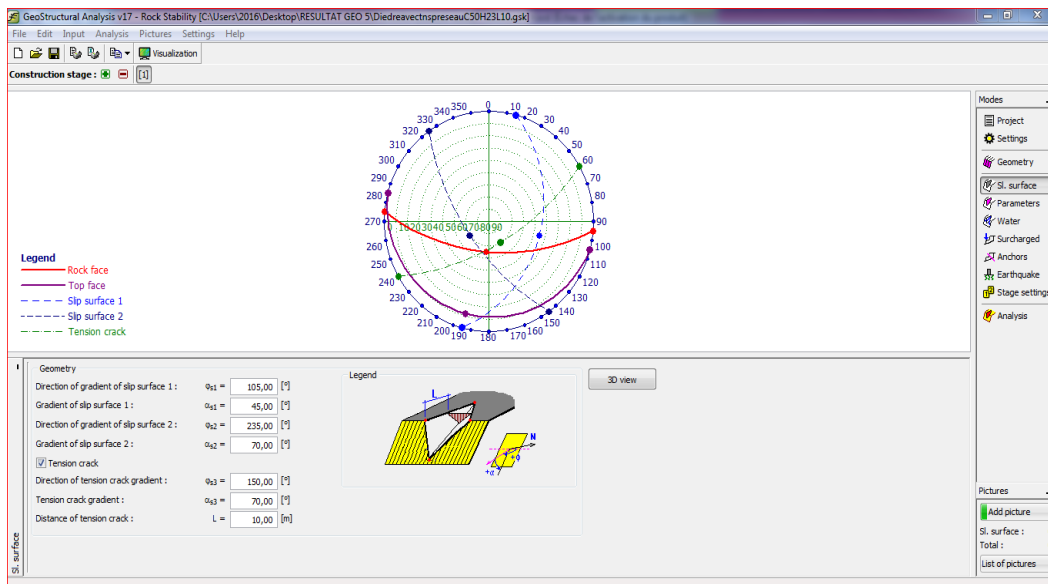 GeoStructural Analysis v17 - Rock Stability [C:\Users\2016\Desktop\RESULTAT GEO 5\DiedreavectnspreseauC50H23L10.gsk]
File Edit Input Analysis Pictures Settings Help
Visualization
Construction stage : [1]
0 10 20 30 40 50 60 70 80 90 100 110 120 130 140 150 160 170 180 190 200 210 220 230 240 250 260 270 280 290 300 310 320 330 340 350
102030405060708090
Legend
Rock face
Top face
Slip surface 1
Slip surface 2
Tension crack
Modes
Project
Settings
Geometry
Sl. surface
Parameters
Water
Surcharged
Anchors
Earthquake
Stage settings
Analysis
Geometry
Direction of gradient of slip surface 1 : φs1 = 105,00 [°]
Gradient of slip surface 1 : αs1 = 45,00 [°]
Direction of gradient of slip surface 2 : φs2 = 235,00 [°]
Gradient of slip surface 2 : αs2 = 70,00 [°]
Tension crack
Direction of tension crack gradient : φs3 = 150,00 [°]
Tension crack gradient : αs3 = 70,00 [°]
Distance of tension crack : L = 10,00 [m]
Legend
L
N
+φ
+α
3D view
Sl. surface
Pictures
Add picture
Sl. surface :
Total :
List of pictures